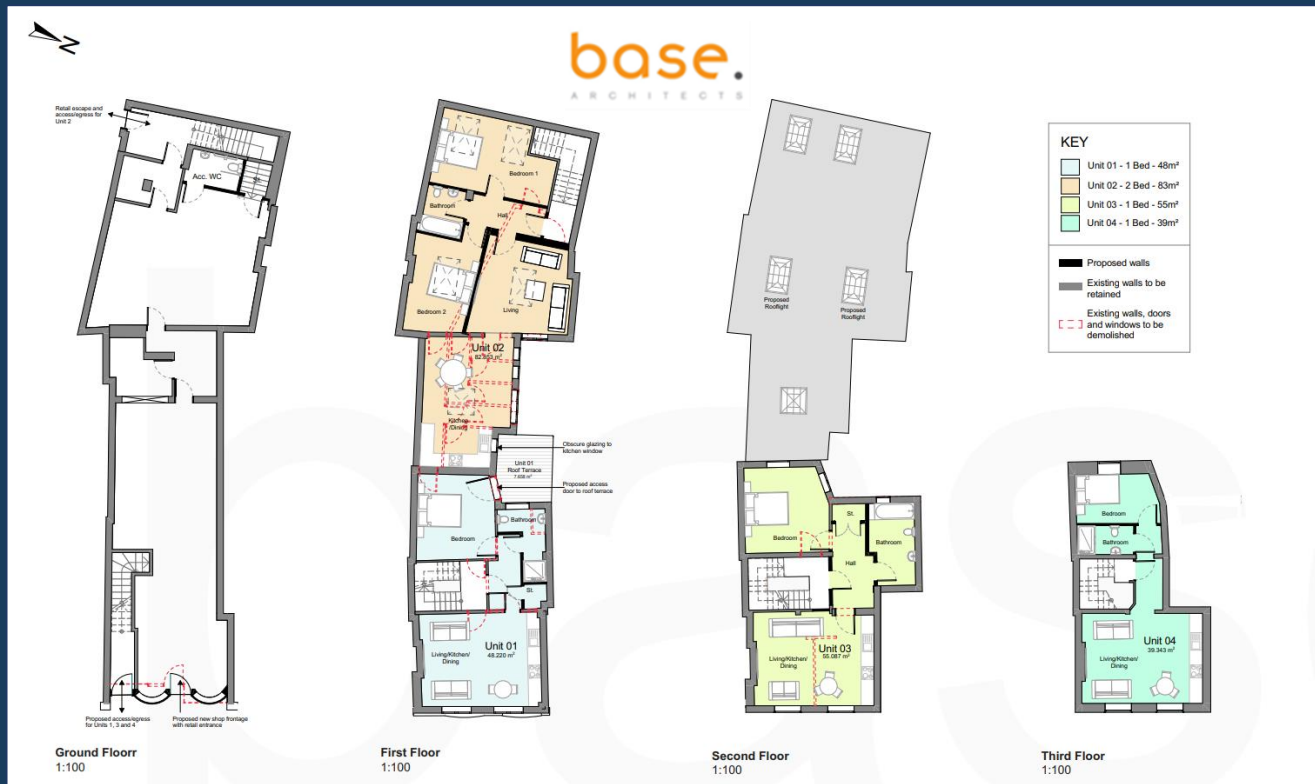 N
base.
ARCHITECTS
Retail escape and
access/egress for
Unit 2
Acc. WC
St.
Proposed access/egress
for Units 1, 3 and 4
Proposed new shop frontage
with retail entrance
Ground Floorr
1:100
Bedroom 1
Bathroom
Hall
Bedroom 2
Living
Unit 02
Kitchen
/Dining
Obscure glazing to
kitchen window
Unit 01
Roof Terrace
Proposed access
door to roof terrace
Bathroom
Bedroom
St.
Unit 01
48.220 m²
Living/Kitchen/
Dining
First Floor
1:100
Proposed
Rooflight
Proposed
Rooflight
St.
Bedroom
Bathroom
Hall
Unit 03
55.087 m²
Living/Kitchen/
Dining
Second Floor
1:100
KEY
Unit 01 - 1 Bed - 48m²
Unit 02 - 2 Bed - 83m²
Unit 03 - 1 Bed - 55m²
Unit 04 - 1 Bed - 39m²
Proposed walls
Existing walls to be
retained
Existing walls, doors
and windows to be
demolished
Bedroom
Bathroom
Unit 04
39.343 m²
Living/Kitchen/
Dining
Third Floor
1:100